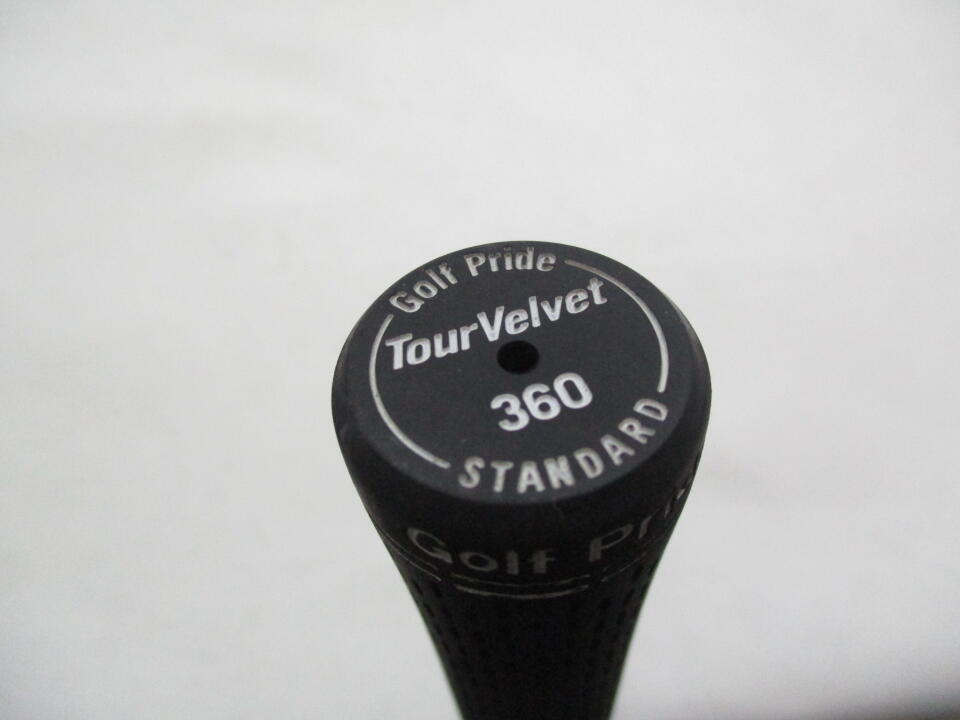 Golf Pride
TourVelvet
360
STANDARD
Golf Pride